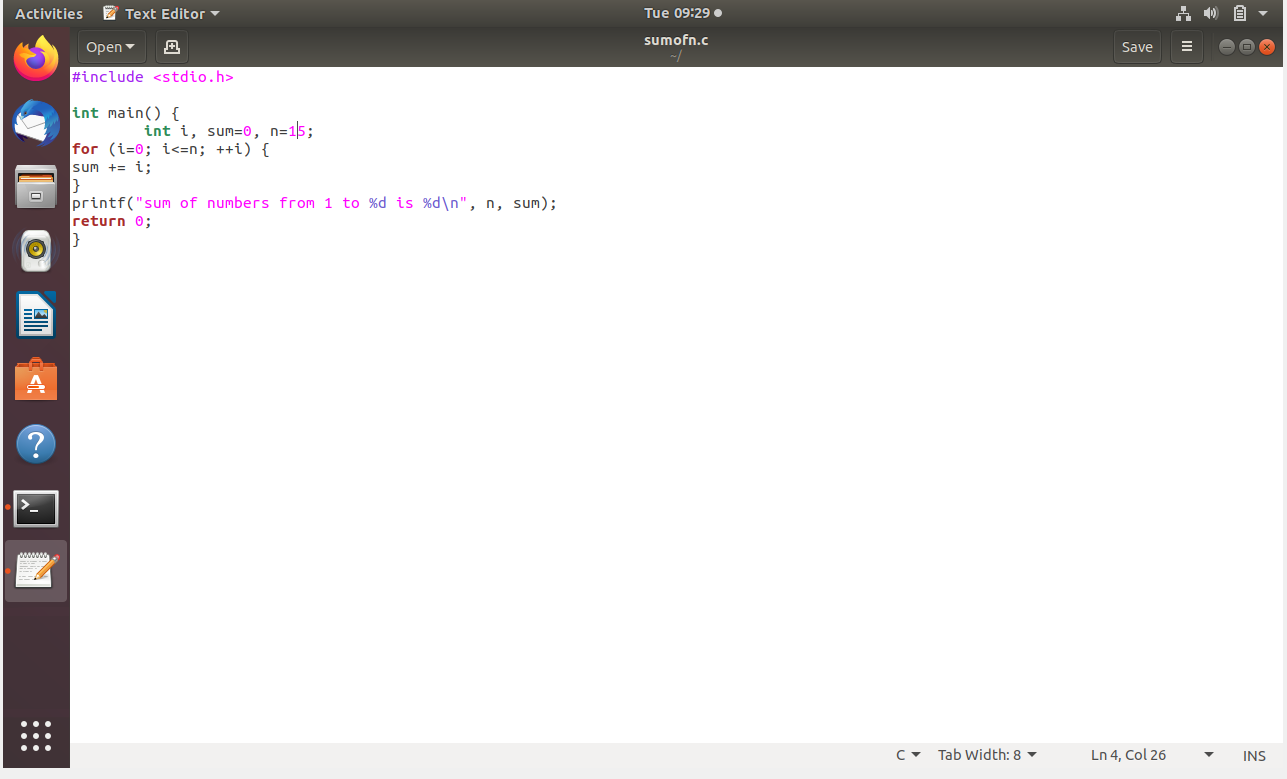 Activities Text Editor Tue 09:29
Open sumofn.c Save
~/
#include <stdio.h>
int main() {
        int i, sum=0, n=15;
for (i=0; i<=n; ++i) {
sum += i;
}
printf("sum of numbers from 1 to %d is %d\n", n, sum);
return 0;
}
C Tab Width: 8 Ln 4, Col 26 INS